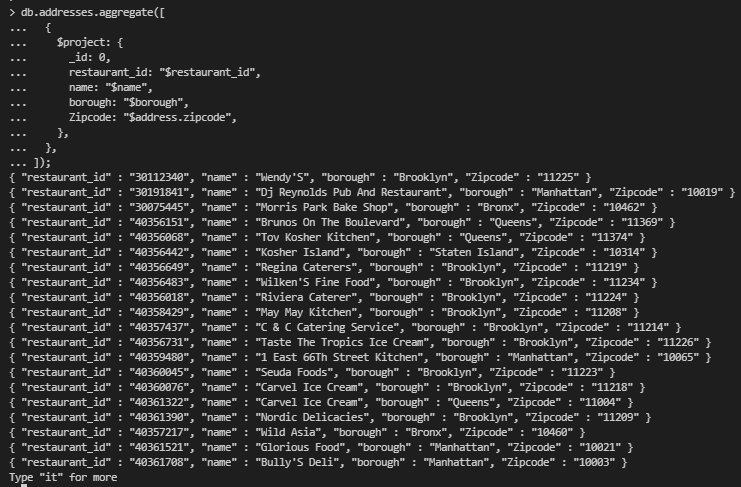 > db.addresses.aggregate([
...   {
...     $project: {
...       _id: 0,
...       restaurant_id: "$restaurant_id",
...       name: "$name",
...       borough: "$borough",
...       Zipcode: "$address.zipcode",
...     },
...   },
... ]);
{ "restaurant_id" : "30112340", "name" : "Wendy'S", "borough" : "Brooklyn", "Zipcode" : "11225" }
{ "restaurant_id" : "30191841", "name" : "Dj Reynolds Pub And Restaurant", "borough" : "Manhattan", "Zipcode" : "10019" }
{ "restaurant_id" : "30075445", "name" : "Morris Park Bake Shop", "borough" : "Bronx", "Zipcode" : "10462" }
{ "restaurant_id" : "40356151", "name" : "Brunos On The Boulevard", "borough" : "Queens", "Zipcode" : "11369" }
{ "restaurant_id" : "40356068", "name" : "Tov Kosher Kitchen", "borough" : "Queens", "Zipcode" : "11374" }
{ "restaurant_id" : "40356442", "name" : "Kosher Island", "borough" : "Staten Island", "Zipcode" : "10314" }
{ "restaurant_id" : "40356649", "name" : "Regina Caterers", "borough" : "Brooklyn", "Zipcode" : "11219" }
{ "restaurant_id" : "40356483", "name" : "Wilken'S Fine Food", "borough" : "Brooklyn", "Zipcode" : "11234" }
{ "restaurant_id" : "40356018", "name" : "Riviera Caterer", "borough" : "Brooklyn", "Zipcode" : "11224" }
{ "restaurant_id" : "40358429", "name" : "May May Kitchen", "borough" : "Brooklyn", "Zipcode" : "11208" }
{ "restaurant_id" : "40357437", "name" : "C & C Catering Service", "borough" : "Brooklyn", "Zipcode" : "11214" }
{ "restaurant_id" : "40356731", "name" : "Taste The Tropics Ice Cream", "borough" : "Brooklyn", "Zipcode" : "11226" }
{ "restaurant_id" : "40359480", "name" : "1 East 66Th Street Kitchen", "borough" : "Manhattan", "Zipcode" : "10065" }
{ "restaurant_id" : "40360045", "name" : "Seuda Foods", "borough" : "Brooklyn", "Zipcode" : "11223" }
{ "restaurant_id" : "40360076", "name" : "Carvel Ice Cream", "borough" : "Brooklyn", "Zipcode" : "11218" }
{ "restaurant_id" : "40361322", "name" : "Carvel Ice Cream", "borough" : "Queens", "Zipcode" : "11004" }
{ "restaurant_id" : "40361390", "name" : "Nordic Delicacies", "borough" : "Brooklyn", "Zipcode" : "11209" }
{ "restaurant_id" : "40357217", "name" : "Wild Asia", "borough" : "Bronx", "Zipcode" : "10460" }
{ "restaurant_id" : "40361521", "name" : "Glorious Food", "borough" : "Manhattan", "Zipcode" : "10021" }
{ "restaurant_id" : "40361708", "name" : "Bully'S Deli", "borough" : "Manhattan", "Zipcode" : "10003" }
Type "it" for more